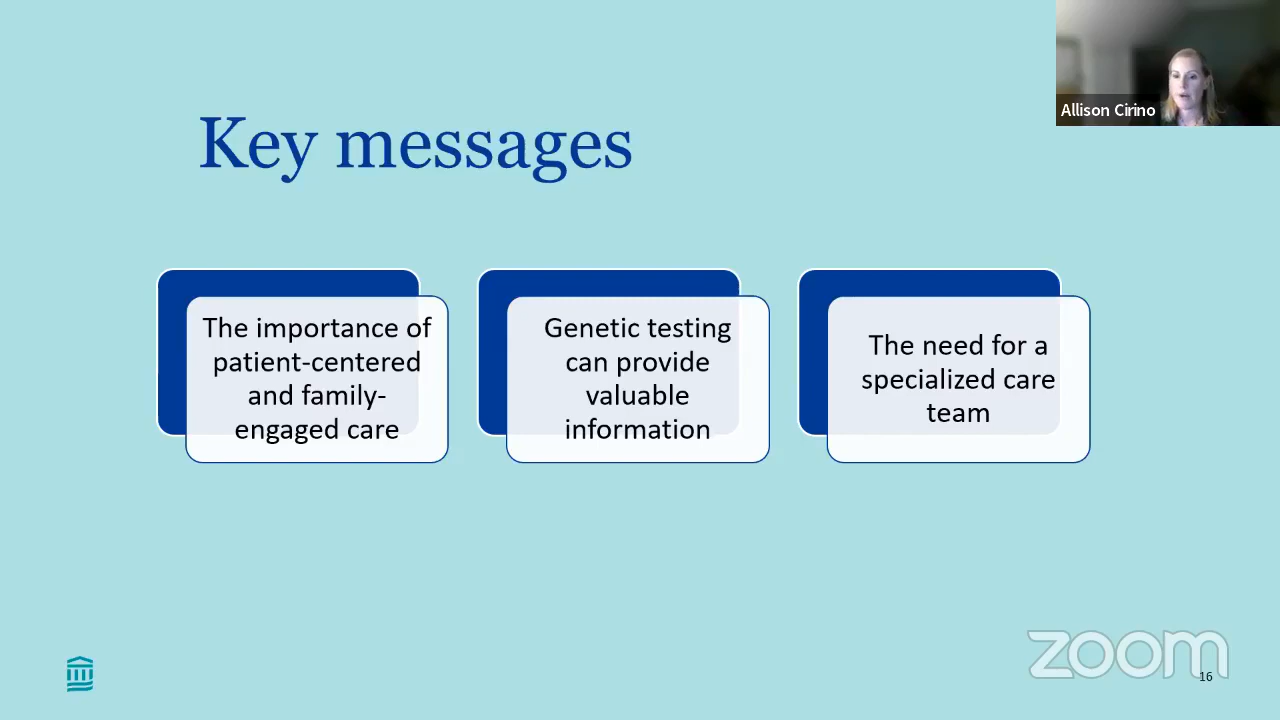 Allison Cirino
Key messages
The importance of
patient-centered
and family-
engaged care
Genetic testing
can provide
valuable
information
The need for a
specialized care
team
zoom
16